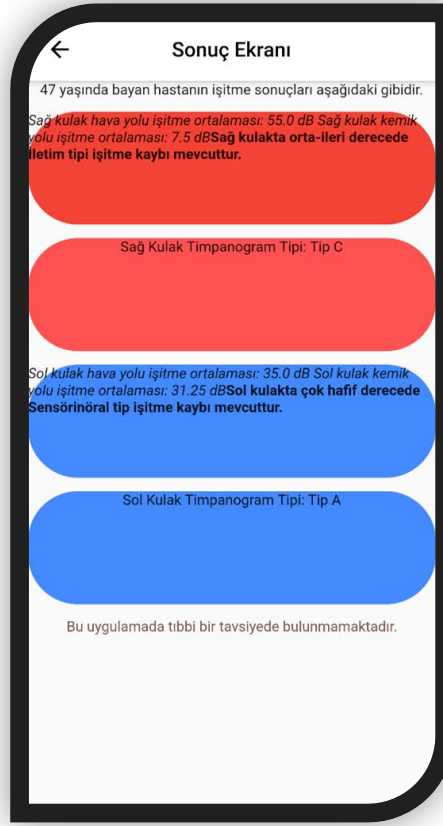 Sonuç Ekranı
47 yaşında bayan hastanın işitme sonuçları aşağıdaki gibidir.
Sağ kulak hava yolu işitme ortalaması: 55.0 dB Sağ kulak kemik
yolu işitme ortalaması: 7.5 dBSağ kulakta orta-ileri derecede
İletim tipi işitme kaybı mevcuttur.
Sağ Kulak Timpanogram Tipi: Tip C
Sol kulak hava yolu işitme ortalaması: 35.0 dB Sol kulak kemik
yolu işitme ortalaması: 31.25 dBSol kulakta çok hafif derecede
Sensörinöral tip işitme kaybı mevcuttur.
Sol Kulak Timpanogram Tipi: Tip A
Bu uygulamada tıbbi bir tavsiyede bulunmamaktadır.